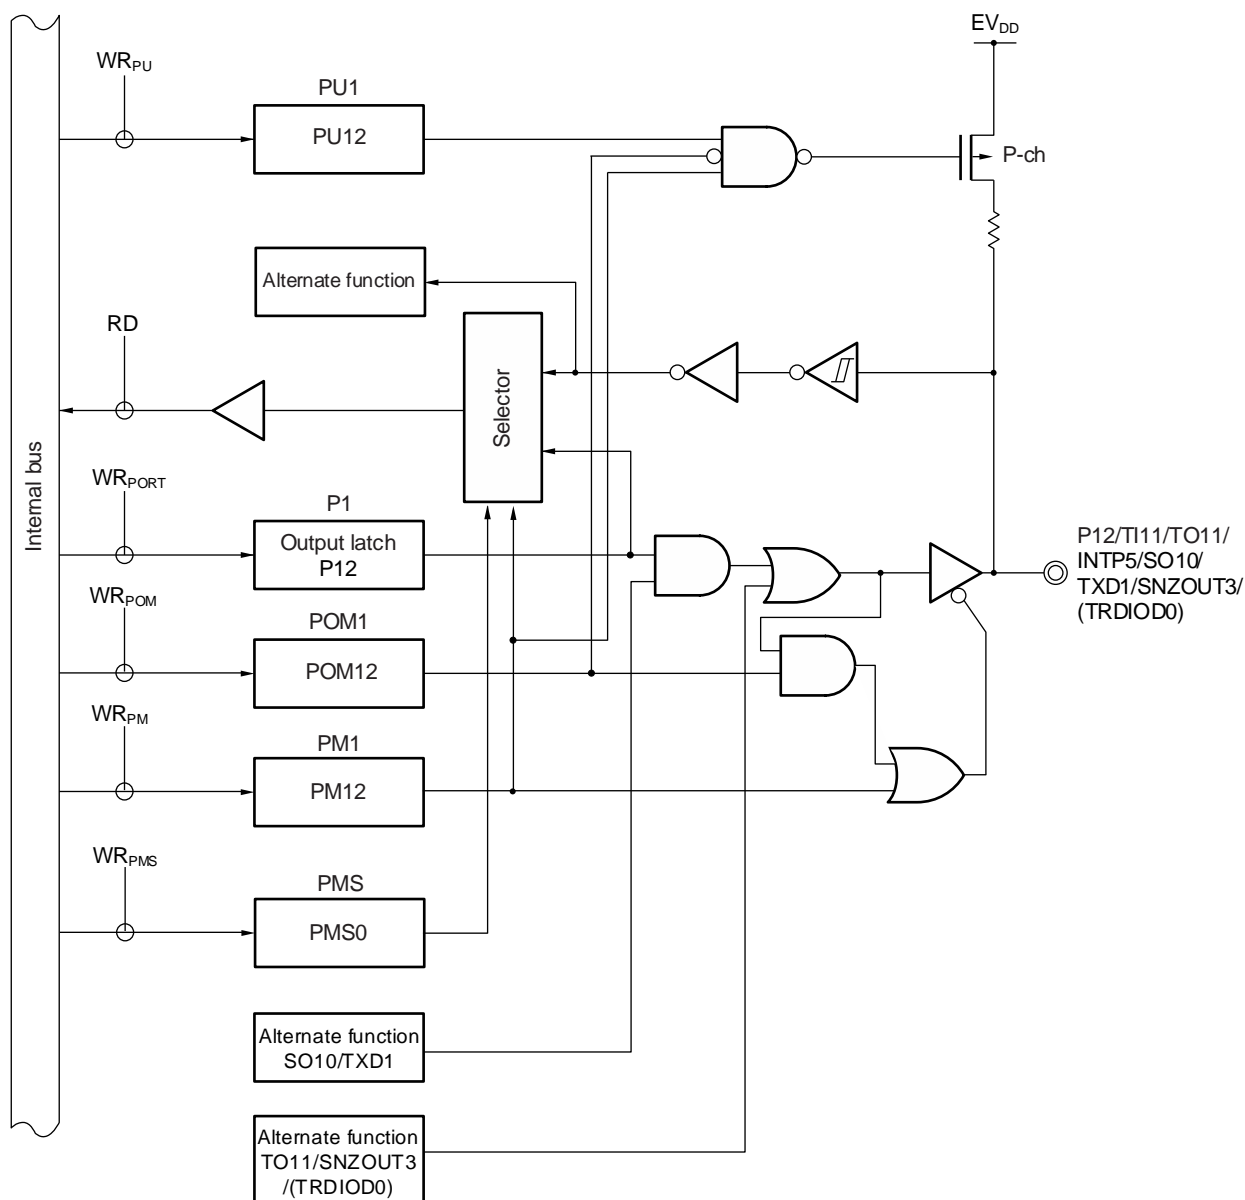 EVDD
WRPU
PU1
PU12
P-ch
Alternate function
RD
Selector
Internal bus
WRPORT
P1
Output latch
P12
P12/TI11/TO11/
INTP5/SO10/
TXD1/SNZOUT3/
(TRDIOD0)
WRPOM
POM1
POM12
WRPM
PM1
PM12
WRPMS
PMS
PMS0
Alternate function
SO10/TXD1
Alternate function
TO11/SNZOUT3
/(TRDIOD0)